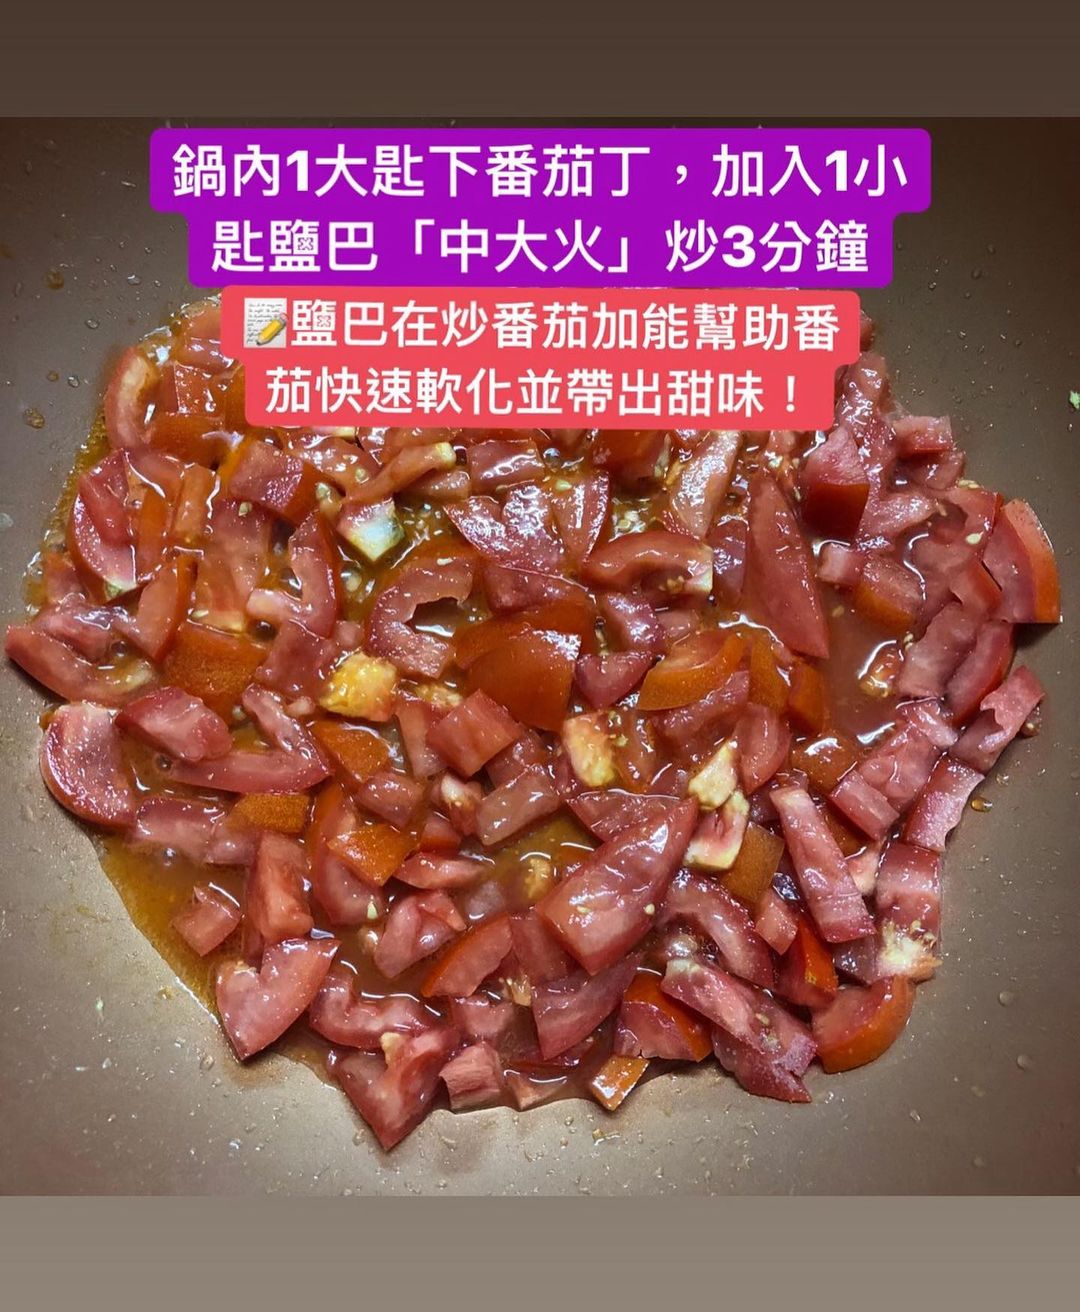 鍋內1大匙下番茄丁，加入1小
匙鹽巴「中大火」炒3分鐘
📝鹽巴在炒番茄加能幫助番
茄快速軟化並帶出甜味！